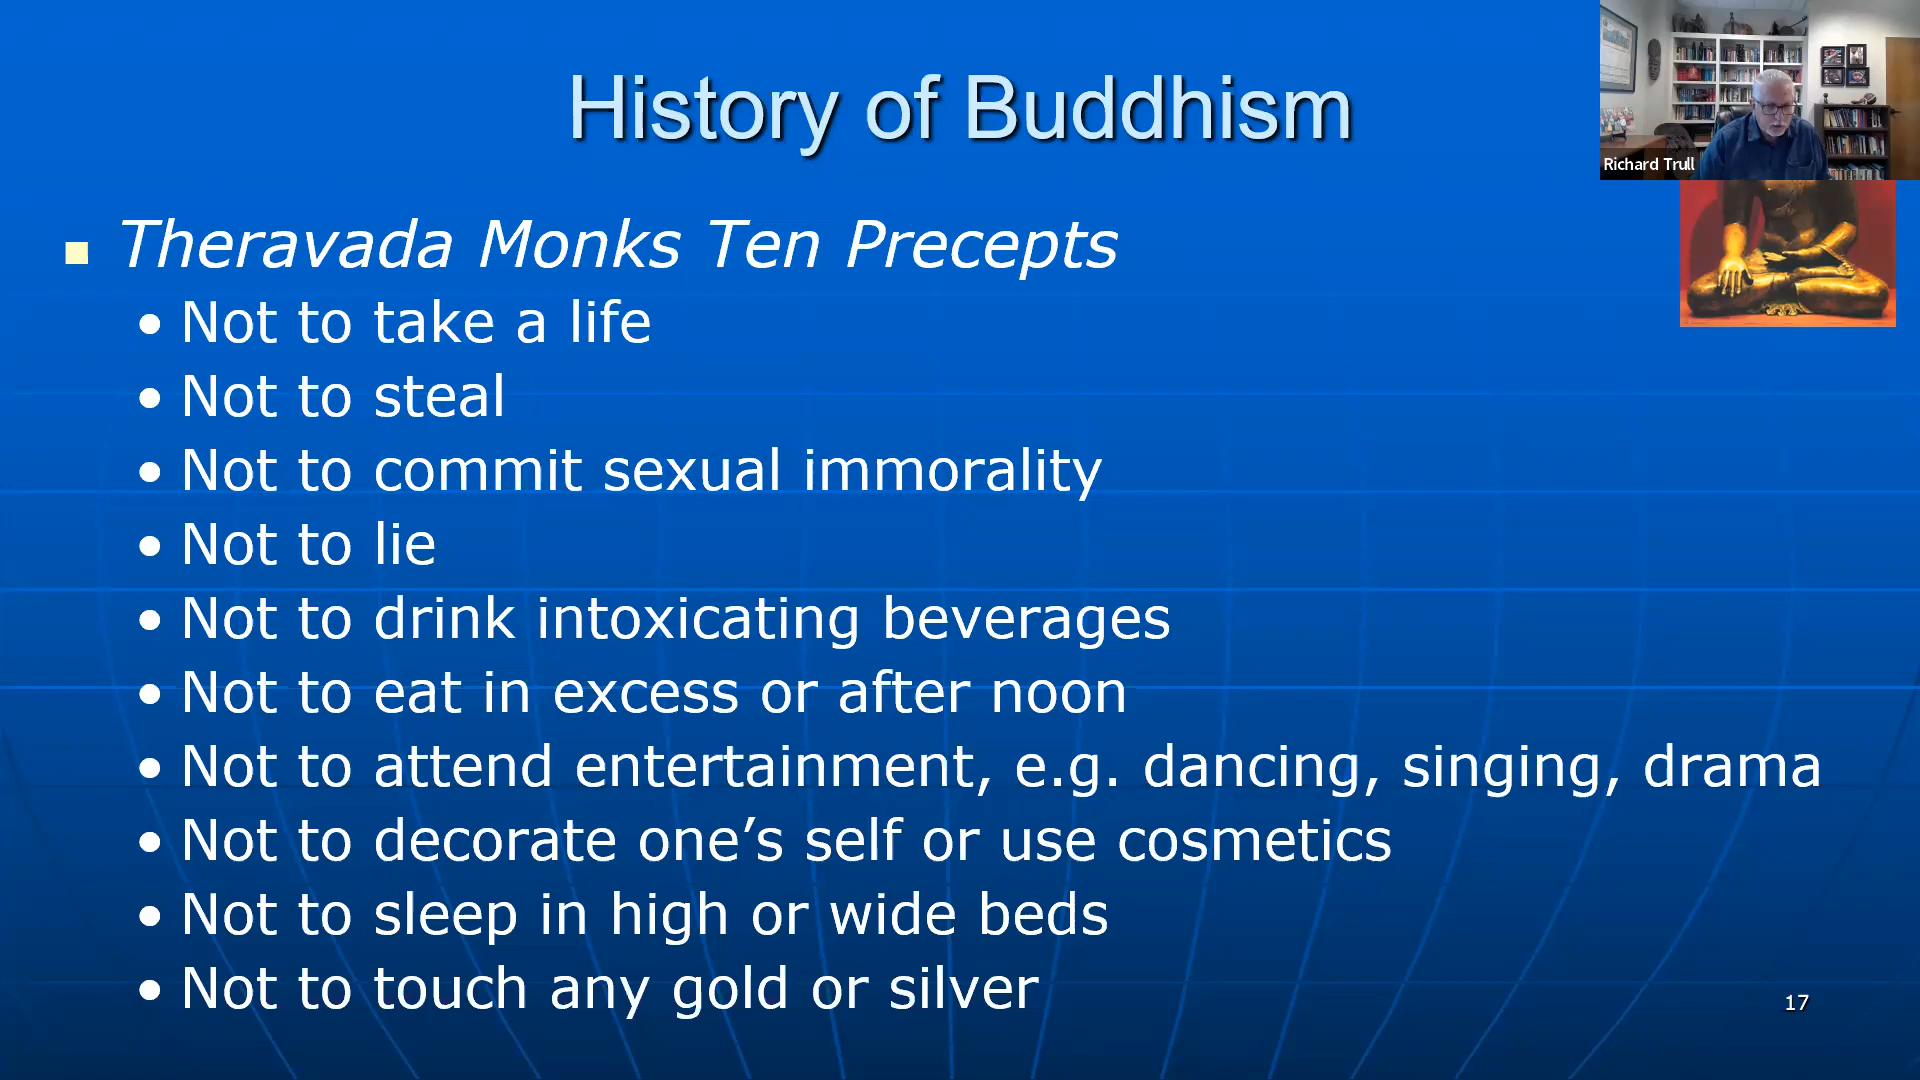 History of Buddhism
Richard Trull
Theravada Monks Ten Precepts
• Not to take a life
• Not to steal
• Not to commit sexual immorality
• Not to lie
• Not to drink intoxicating beverages
• Not to eat in excess or after noon
• Not to attend entertainment, e.g. dancing, singing, drama
• Not to decorate one’s self or use cosmetics
• Not to sleep in high or wide beds
• Not to touch any gold or silver
17